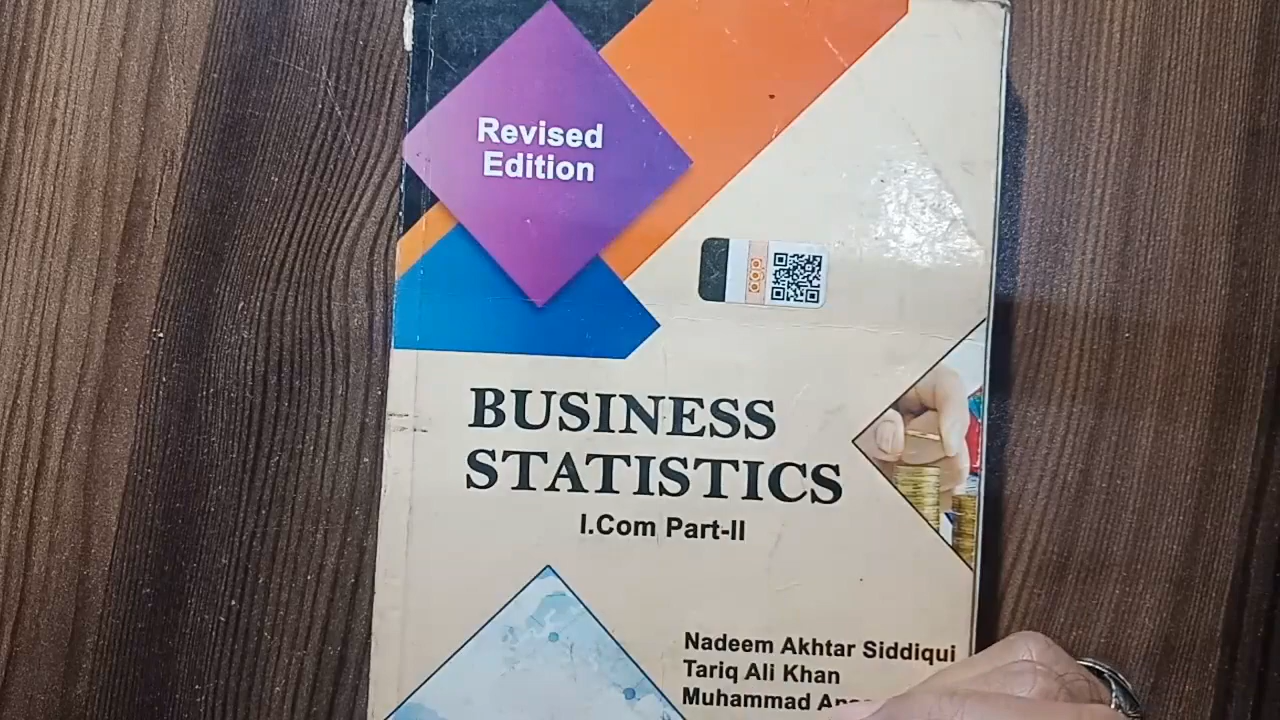 Revised
Edition
BUSINESS
STATISTICS
I.Com Part-II
Nadeem Akhtar Siddiqui
Tariq Ali Khan
Muhammad